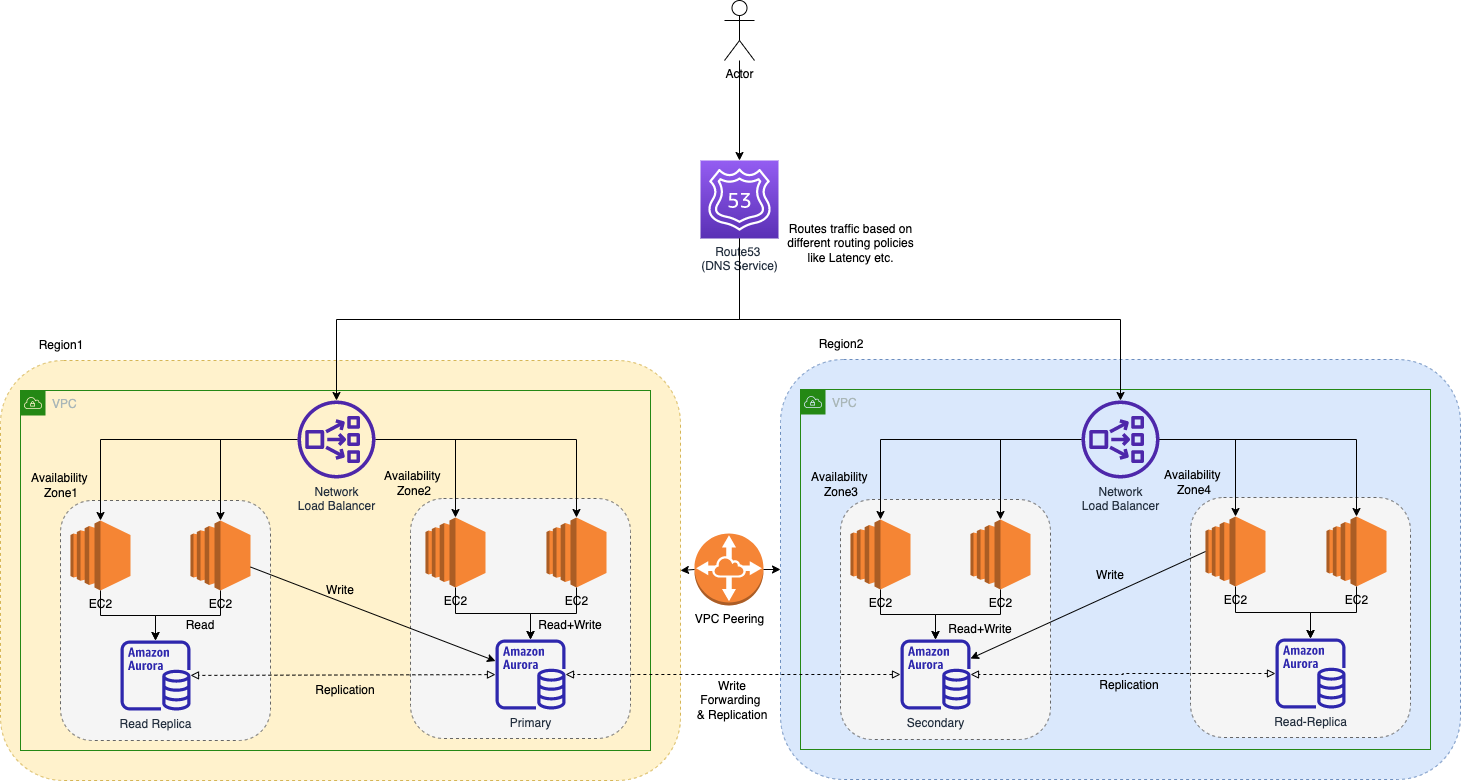 Actor
53
Route53
(DNS Service)
Routes traffic based on
different routing policies
like Latency etc.
Region1
VPC
Network
Load Balancer
Availability
Zone1
Availability
Zone2
EC2
EC2
EC2
EC2
Read
Write
Read+Write
Amazon
Aurora
Read Replica
Replication
Amazon
Aurora
Primary
VPC Peering
Write
Forwarding
& Replication
Region2
VPC
Network
Load Balancer
Availability
Zone3
Availability
Zone4
EC2
EC2
EC2
EC2
Read+Write
Write
Amazon
Aurora
Secondary
Replication
Amazon
Aurora
Read-Replica